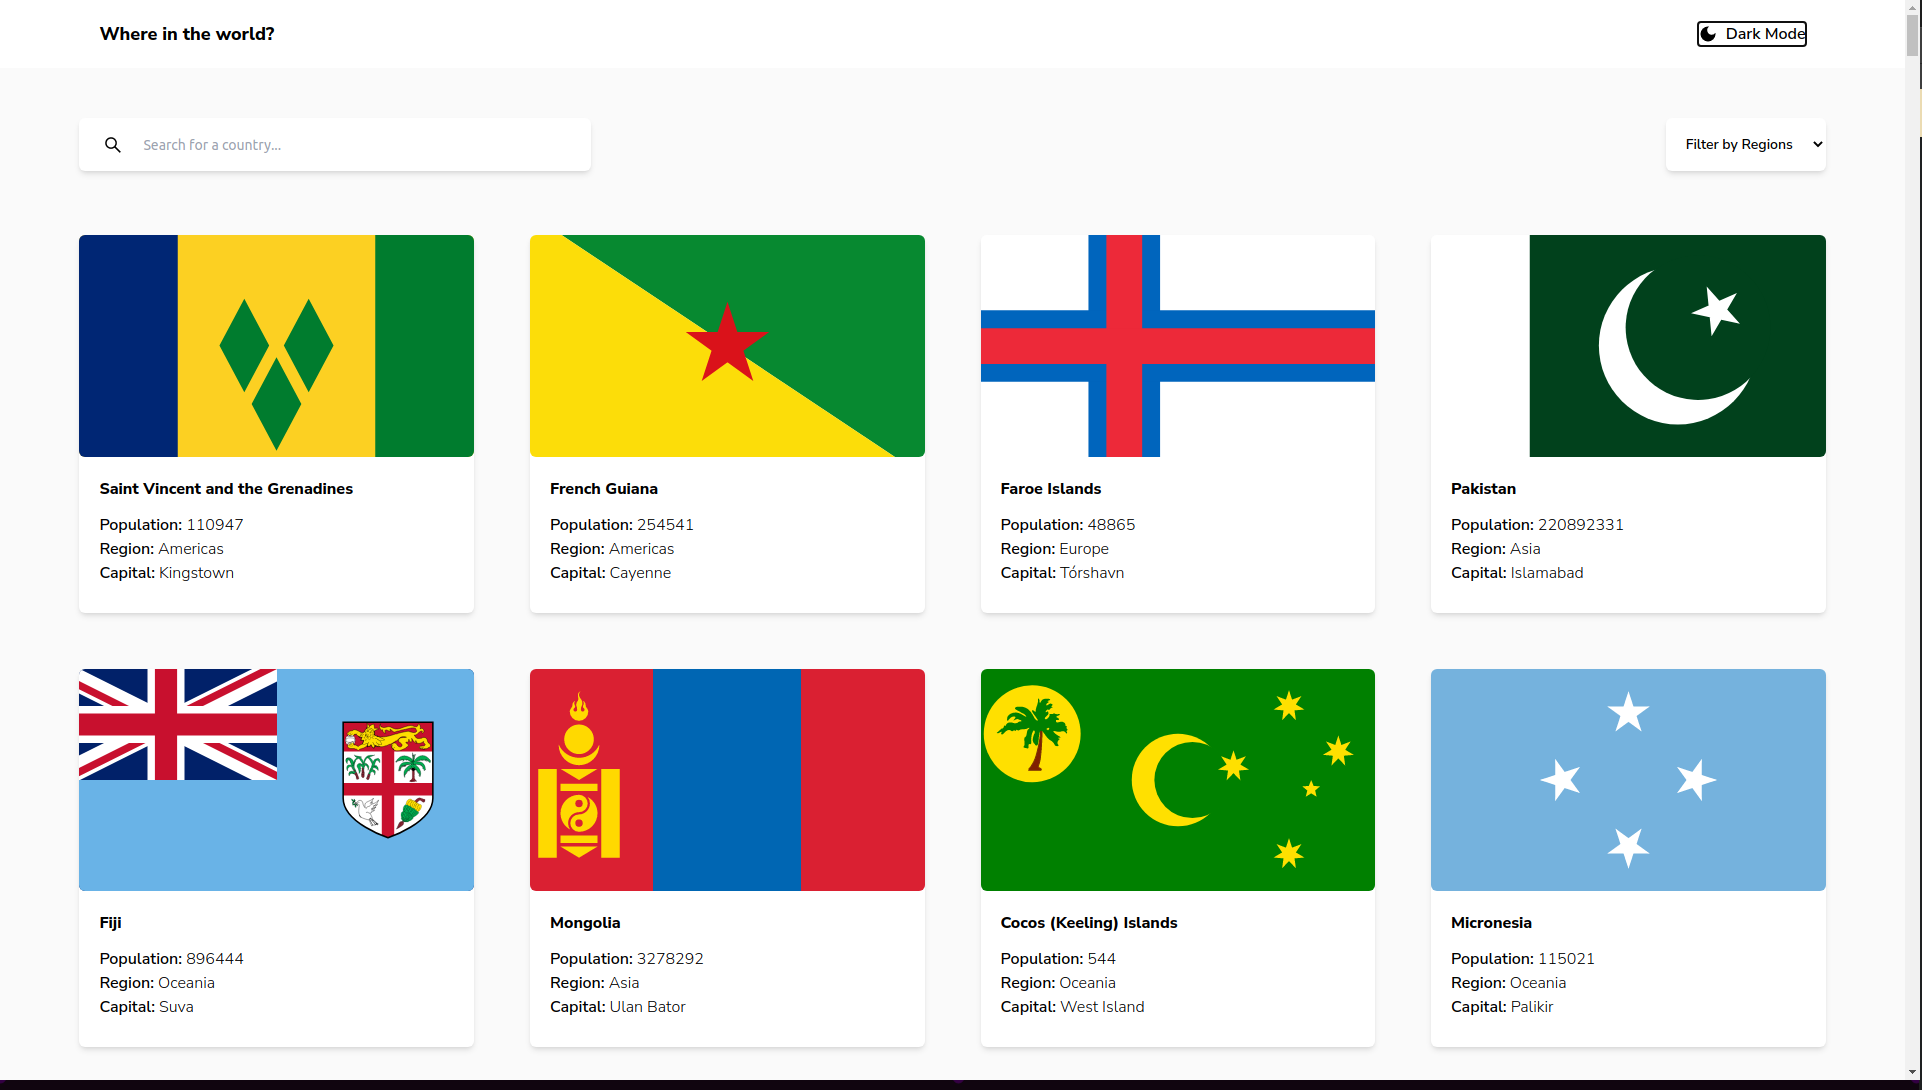 Where in the world?
Dark Mode
Search for a country...
Filter by Regions
Saint Vincent and the Grenadines
Population: 110947
Region: Americas
Capital: Kingstown
French Guiana
Population: 254541
Region: Americas
Capital: Cayenne
Faroe Islands
Population: 48865
Region: Europe
Capital: Tórshavn
Pakistan
Population: 220892331
Region: Asia
Capital: Islamabad
Fiji
Population: 896444
Region: Oceania
Capital: Suva
Mongolia
Population: 3278292
Region: Asia
Capital: Ulan Bator
Cocos (Keeling) Islands
Population: 544
Region: Oceania
Capital: West Island
Micronesia
Population: 115021
Region: Oceania
Capital: Palikir